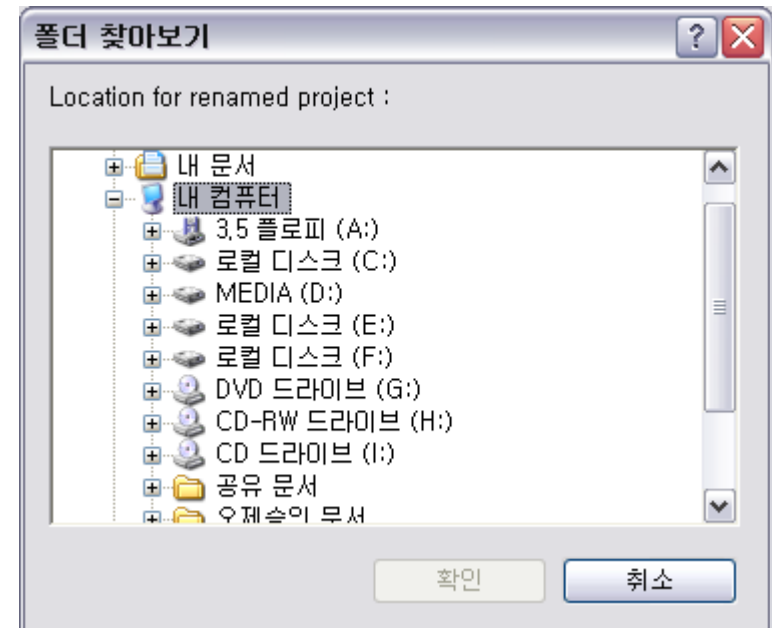 폴더 찾아보기
Location for renamed project :
내 문서
내 컴퓨터
3,5 플로피 (A:)
로컬 디스크 (C:)
MEDIA (D:)
로컬 디스크 (E:)
로컬 디스크 (F:)
DVD 드라이브 (G:)
CD-RW 드라이브 (H:)
CD 드라이브 (I:)
공유 문서
확인 취소